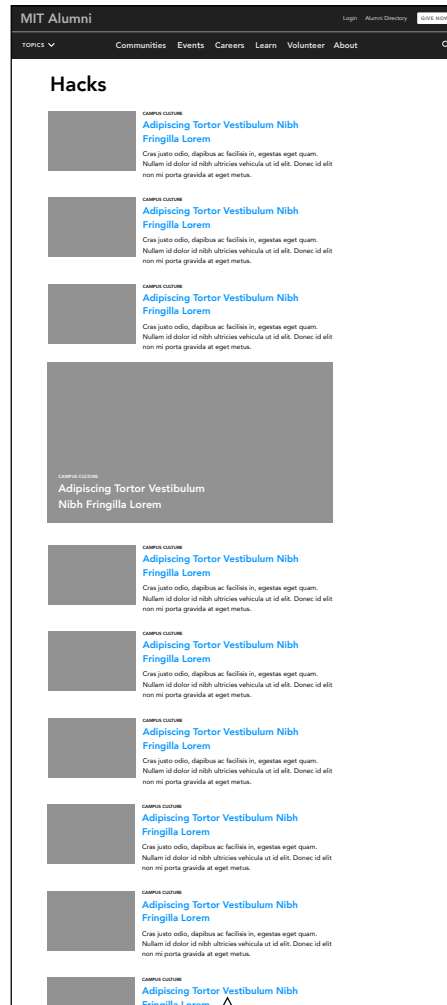 MIT Alumni
Login Alumni Directory GIVE NOW
TOPICS Communities Events Careers Learn Volunteer About
Hacks
CAMPUS CULTURE
Adipiscing Tortor Vestibulum Nibh
Fringilla Lorem
Cras justo odio, dapibus ac facilisis in, egestas eget quam.
Nullam id dolor id nibh ultricies vehicula ut id elit. Donec id elit
non mi porta gravida at eget metus.
CAMPUS CULTURE
Adipiscing Tortor Vestibulum Nibh
Fringilla Lorem
Cras justo odio, dapibus ac facilisis in, egestas eget quam.
Nullam id dolor id nibh ultricies vehicula ut id elit. Donec id elit
non mi porta gravida at eget metus.
CAMPUS CULTURE
Adipiscing Tortor Vestibulum Nibh
Fringilla Lorem
Cras justo odio, dapibus ac facilisis in, egestas eget quam.
Nullam id dolor id nibh ultricies vehicula ut id elit. Donec id elit
non mi porta gravida at eget metus.
CAMPUS CULTURE
Adipiscing Tortor Vestibulum
Nibh Fringilla Lorem
CAMPUS CULTURE
Adipiscing Tortor Vestibulum Nibh
Fringilla Lorem
Cras justo odio, dapibus ac facilisis in, egestas eget quam.
Nullam id dolor id nibh ultricies vehicula ut id elit. Donec id elit
non mi porta gravida at eget metus.
CAMPUS CULTURE
Adipiscing Tortor Vestibulum Nibh
Fringilla Lorem
Cras justo odio, dapibus ac facilisis in, egestas eget quam.
Nullam id dolor id nibh ultricies vehicula ut id elit. Donec id elit
non mi porta gravida at eget metus.
CAMPUS CULTURE
Adipiscing Tortor Vestibulum Nibh
Fringilla Lorem
Cras justo odio, dapibus ac facilisis in, egestas eget quam.
Nullam id dolor id nibh ultricies vehicula ut id elit. Donec id elit
non mi porta gravida at eget metus.
CAMPUS CULTURE
Adipiscing Tortor Vestibulum Nibh
Fringilla Lorem
Cras justo odio, dapibus ac facilisis in, egestas eget quam.
Nullam id dolor id nibh ultricies vehicula ut id elit. Donec id elit
non mi porta gravida at eget metus.
CAMPUS CULTURE
Adipiscing Tortor Vestibulum Nibh
Fringilla Lorem
Cras justo odio, dapibus ac facilisis in, egestas eget quam.
Nullam id dolor id nibh ultricies vehicula ut id elit. Donec id elit
non mi porta gravida at eget metus.
CAMPUS CULTURE
Adipiscing Tortor Vestibulum Nibh
Fringilla Lorem